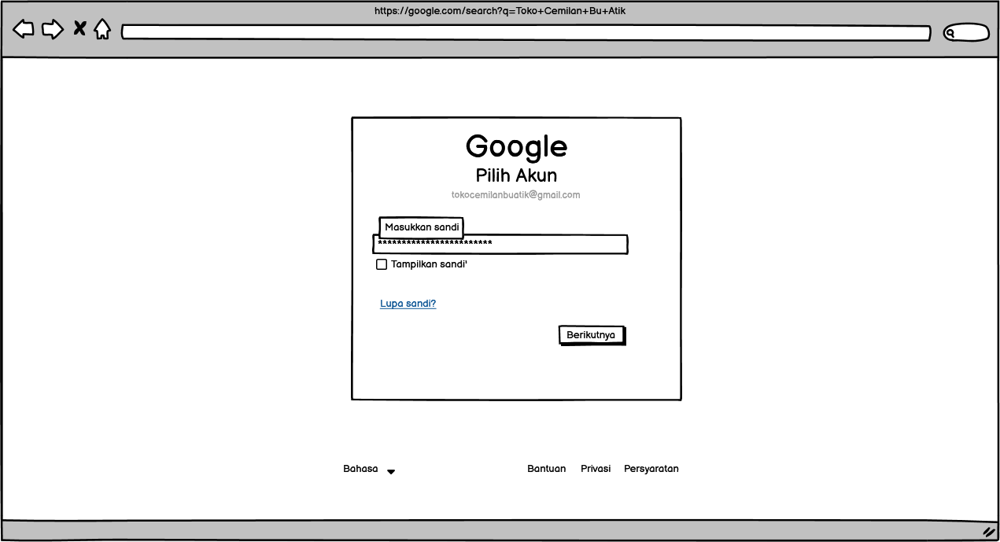 https://google.com/search?q=Toko+Cemilan+Bu+Atik
Google
Pilih Akun
tokocemilanbuatik@gmail.com
Masukkan sandi
************************
Tampilkan sandi'
Lupa sandi?
Berikutnya
Bahasa Bantuan Privasi Persyaratan